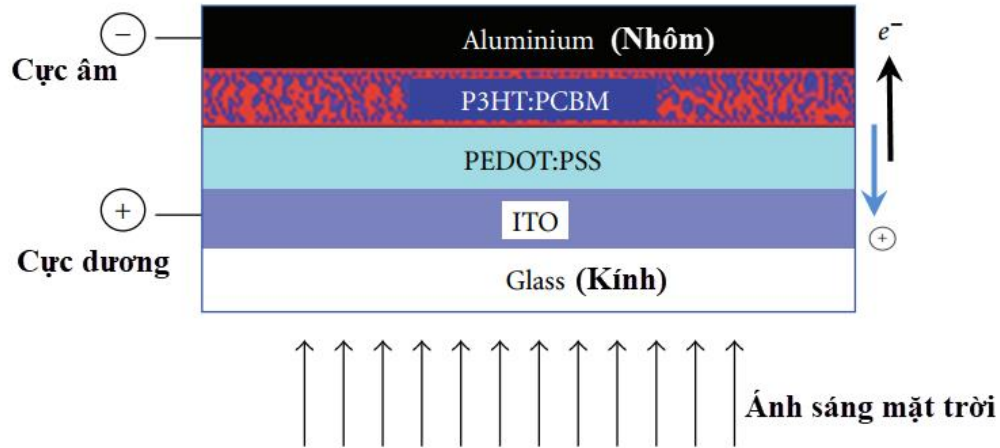 −
Cực âm
Aluminium (Nhôm)
e−
P3HT:PCBM
PEDOT:PSS
+
Cực dương
ITO
+
Glass (Kính)
Ánh sáng mặt trời